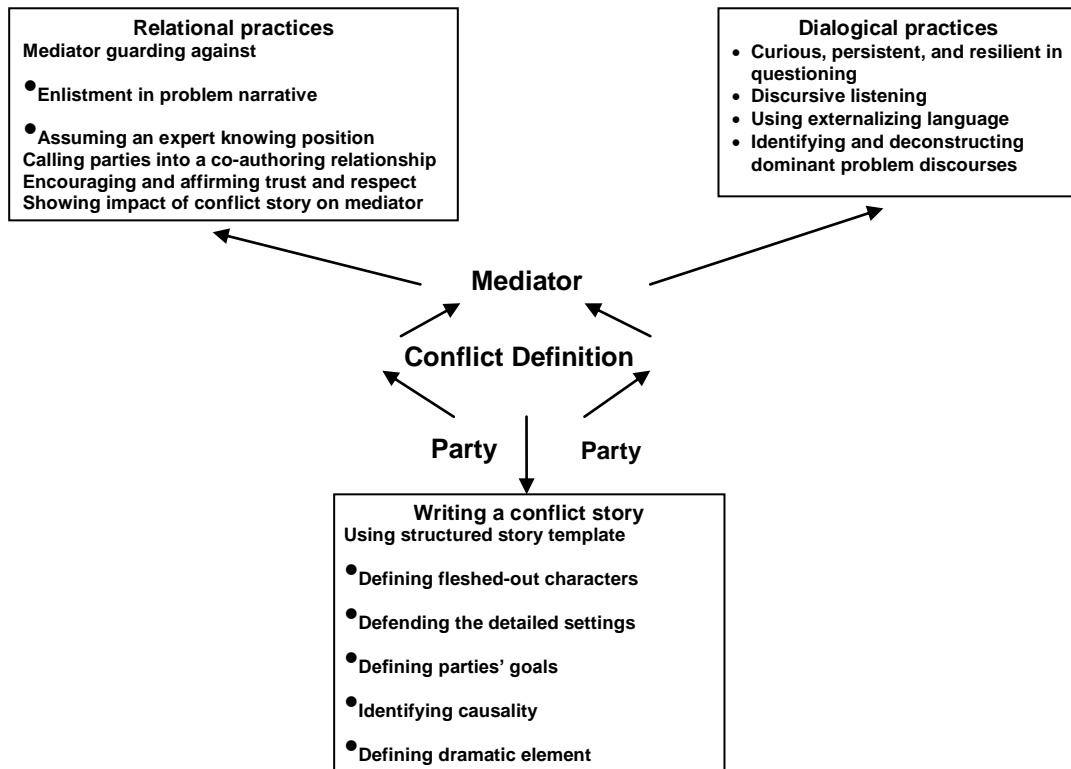 Relational practices
Mediator guarding against
•Enlistment in problem narrative
•Assuming an expert knowing position
Calling parties into a co-authoring relationship
Encouraging and affirming trust and respect
Showing impact of conflict story on mediator
Dialogical practices
• Curious, persistent, and resilient in
questioning
• Discursive listening
• Using externalizing language
• Identifying and deconstructing
dominant problem discourses
Mediator
Conflict Definition
Party
Party
Writing a conflict story
Using structured story template
•Defining fleshed-out characters
•Defending the detailed settings
•Defining parties’ goals
•Identifying causality
•Defining dramatic element